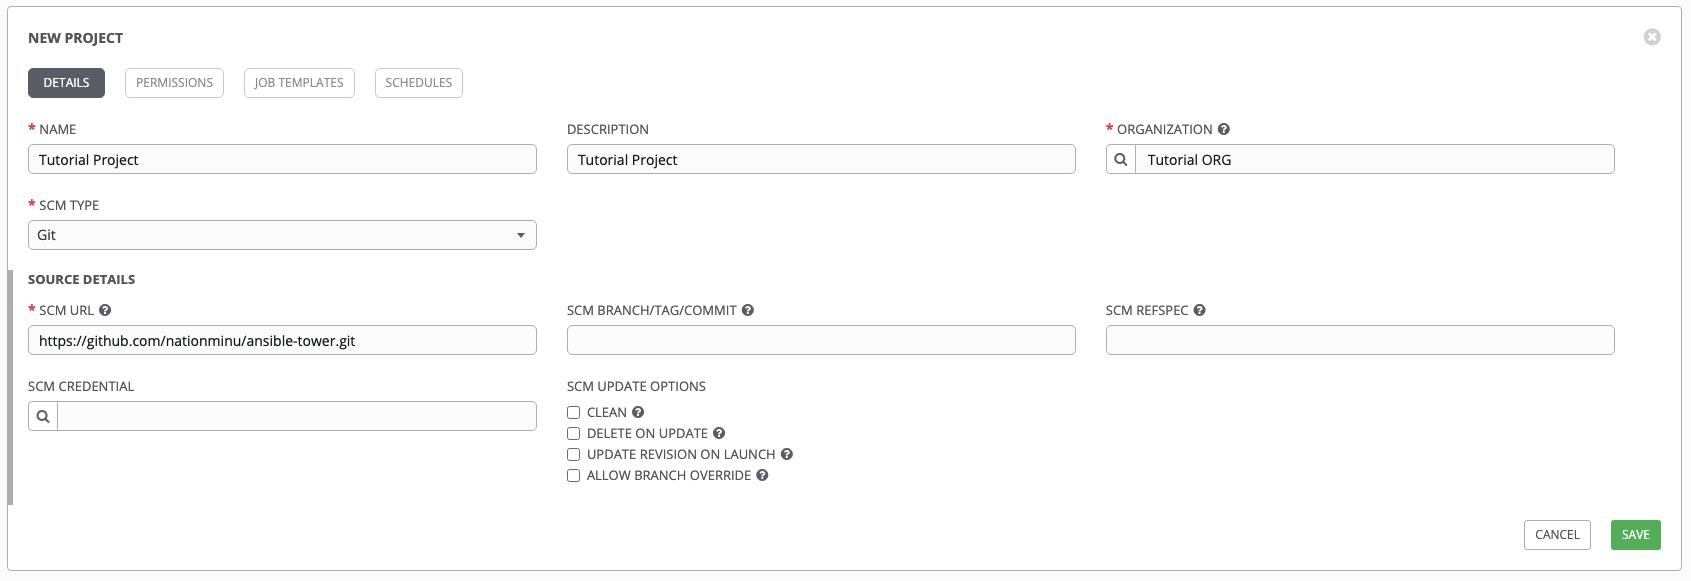 NEW PROJECT
DETAILS PERMISSIONS JOB TEMPLATES SCHEDULES
* NAME DESCRIPTION * ORGANIZATION ?
Tutorial Project Tutorial Project Tutorial ORG
* SCM TYPE
Git
SOURCE DETAILS
* SCM URL ? SCM BRANCH/TAG/COMMIT ? SCM REFSPEC ?
https://github.com/nationminu/ansible-tower.git
SCM CREDENTIAL SCM UPDATE OPTIONS
CLEAN ?
DELETE ON UPDATE ?
UPDATE REVISION ON LAUNCH ?
ALLOW BRANCH OVERRIDE ?
CANCEL SAVE